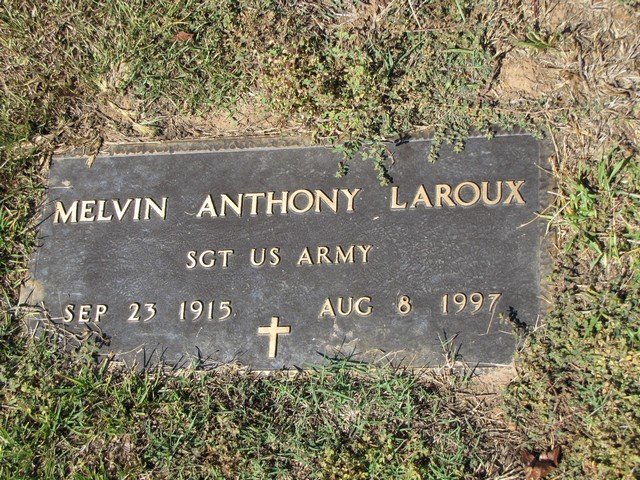 MELVIN ANTHONY LAROUX
SGT US ARMY
SEP 23 1915 AUG 8 1997